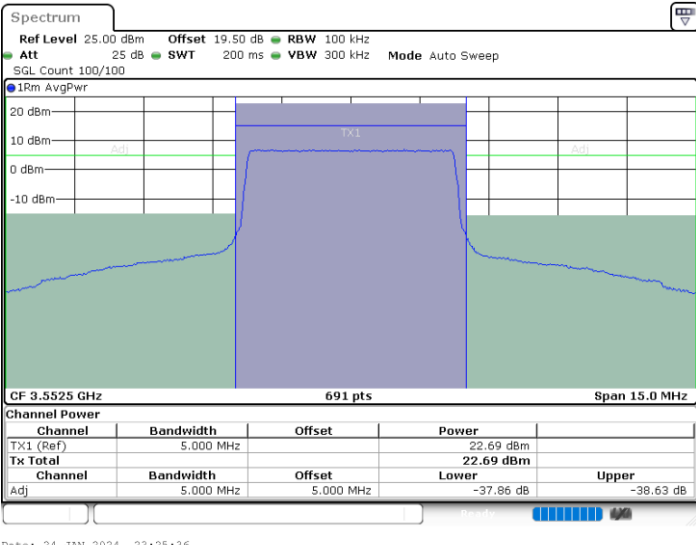 Spectrum
Ref Level 25.00 dBm Offset 19.50 dB RBW 100 kHz
Att 25 dB SWT 200 ms VBW 300 kHz Mode Auto Sweep
SGL Count 100/100
1Rm AvgPwr
20 dBm
TX1
10 dBm
Adj Adj
0 dBm
-10 dBm
CF 3.5525 GHz 691 pts Span 15.0 MHz
Channel Power
Channel Bandwidth Offset Power
TX1 (Ref) 5.000 MHz 22.69 dBm
Tx Total 22.69 dBm
Channel Bandwidth Offset Lower Upper
Adj 5.000 MHz 5.000 MHz -37.86 dB -38.63 dB
Ready